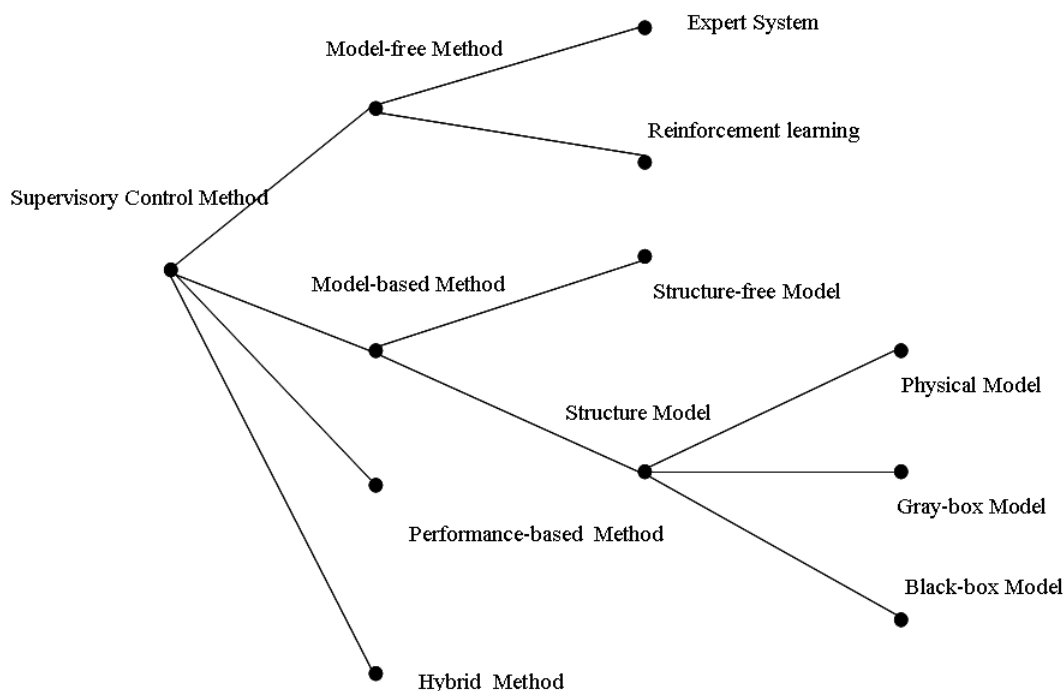 Expert System
Model-free Method
Reinforcement learning
Supervisory Control Method
Model-based Method
Structure-free Model
Physical Model
Structure Model
Gray-box Model
Performance-based Method
Black-box Model
Hybrid Method